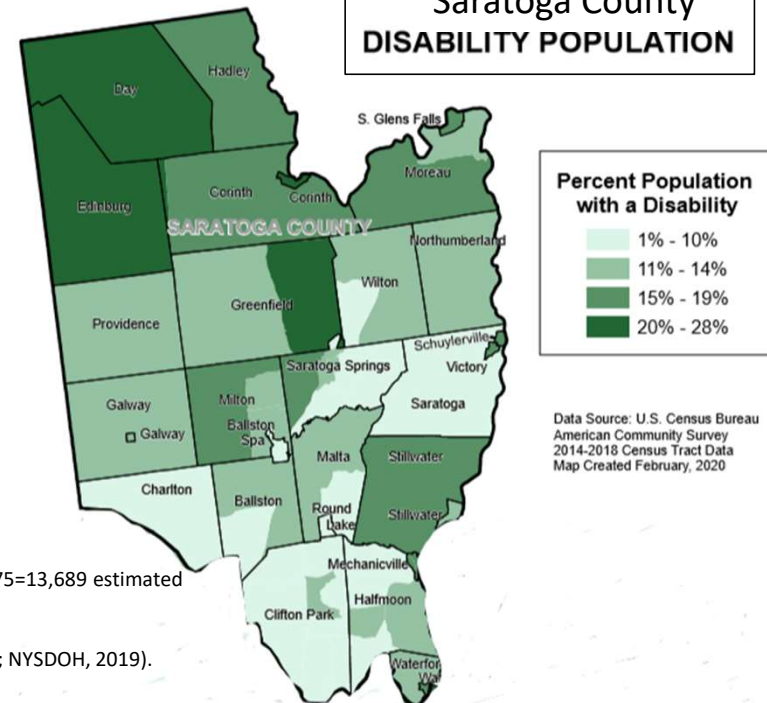 Saratoga County
DISABILITY POPULATION
Day
Hadley
S. Glens Falls
Moreau
Edinburg
Corinth
Corinth
SARATOGA COUNTY
Northumberland
Wilton
Greenfield
Providence
Schuylerville
Saratoga Springs
Victory
Galway
Milton
Saratoga
Galway
Ballston
Spa
Malta
Stillwater
Charlton
Ballston
Round
Lake
Stillwater
Mechanicville
Halfmoon
Clifton Park
Percent Population
with a Disability
1% - 10%
11% - 14%
15% - 19%
20% - 28%
Data Source: U.S. Census Bureau
American Community Survey
2014-2018 Census Tract Data
Map Created February, 2020
75=13,689 estimated
; NYSDOH, 2019).